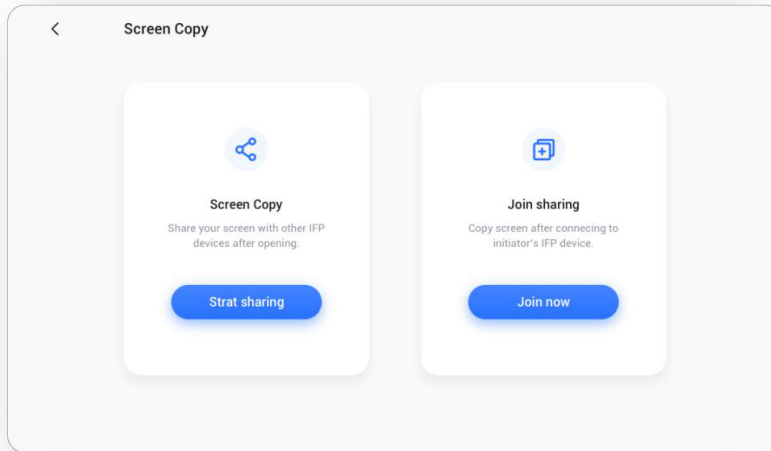 Screen Copy
Screen Copy
Share your screen with other IFP
devices after opening.
Strat sharing
Join sharing
Copy screen after connecing to
initiator's IFP device.
Join now